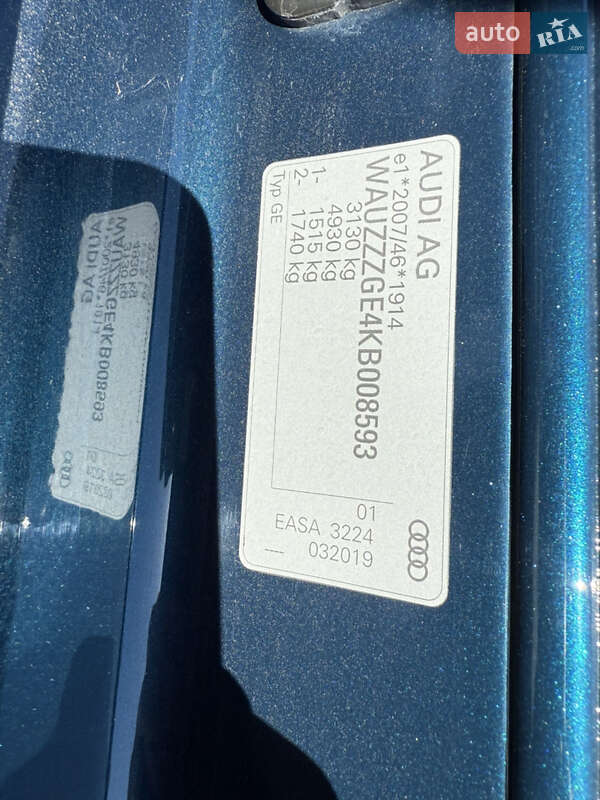 auto RIA.com
AUDI AG
e1*2007/46*1914
WAUZZZGE4KB008593
3130 kg
4930 kg
1- 1515 kg
2- 1740 kg
Typ GE
01
EASA 3224
---- 032019